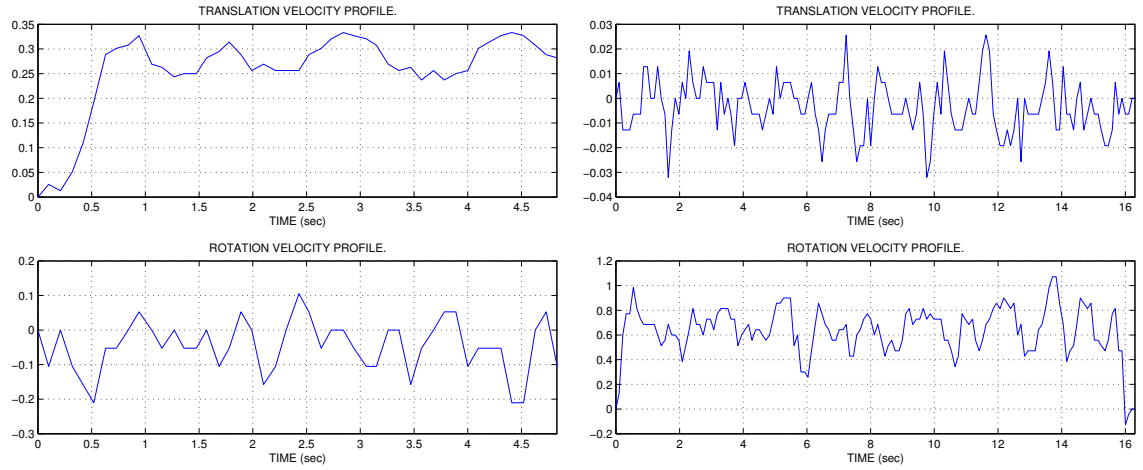 TRANSLATION VELOCITY PROFILE.
0.35
0.3
0.25
0.2
0.15
0.1
0.05
0
0 0.5 1 1.5 2 2.5 3 3.5 4 4.5
TIME (sec)
TRANSLATION VELOCITY PROFILE.
0.03
0.02
0.01
0
−0.01
−0.02
−0.03
−0.04
0 2 4 6 8 10 12 14 16
TIME (sec)
ROTATION VELOCITY PROFILE.
0.2
0.1
0
−0.1
−0.2
−0.3
0 0.5 1 1.5 2 2.5 3 3.5 4 4.5
TIME (sec)
ROTATION VELOCITY PROFILE.
1.2
1
0.8
0.6
0.4
0.2
0
−0.2
0 2 4 6 8 10 12 14 16
TIME (sec)